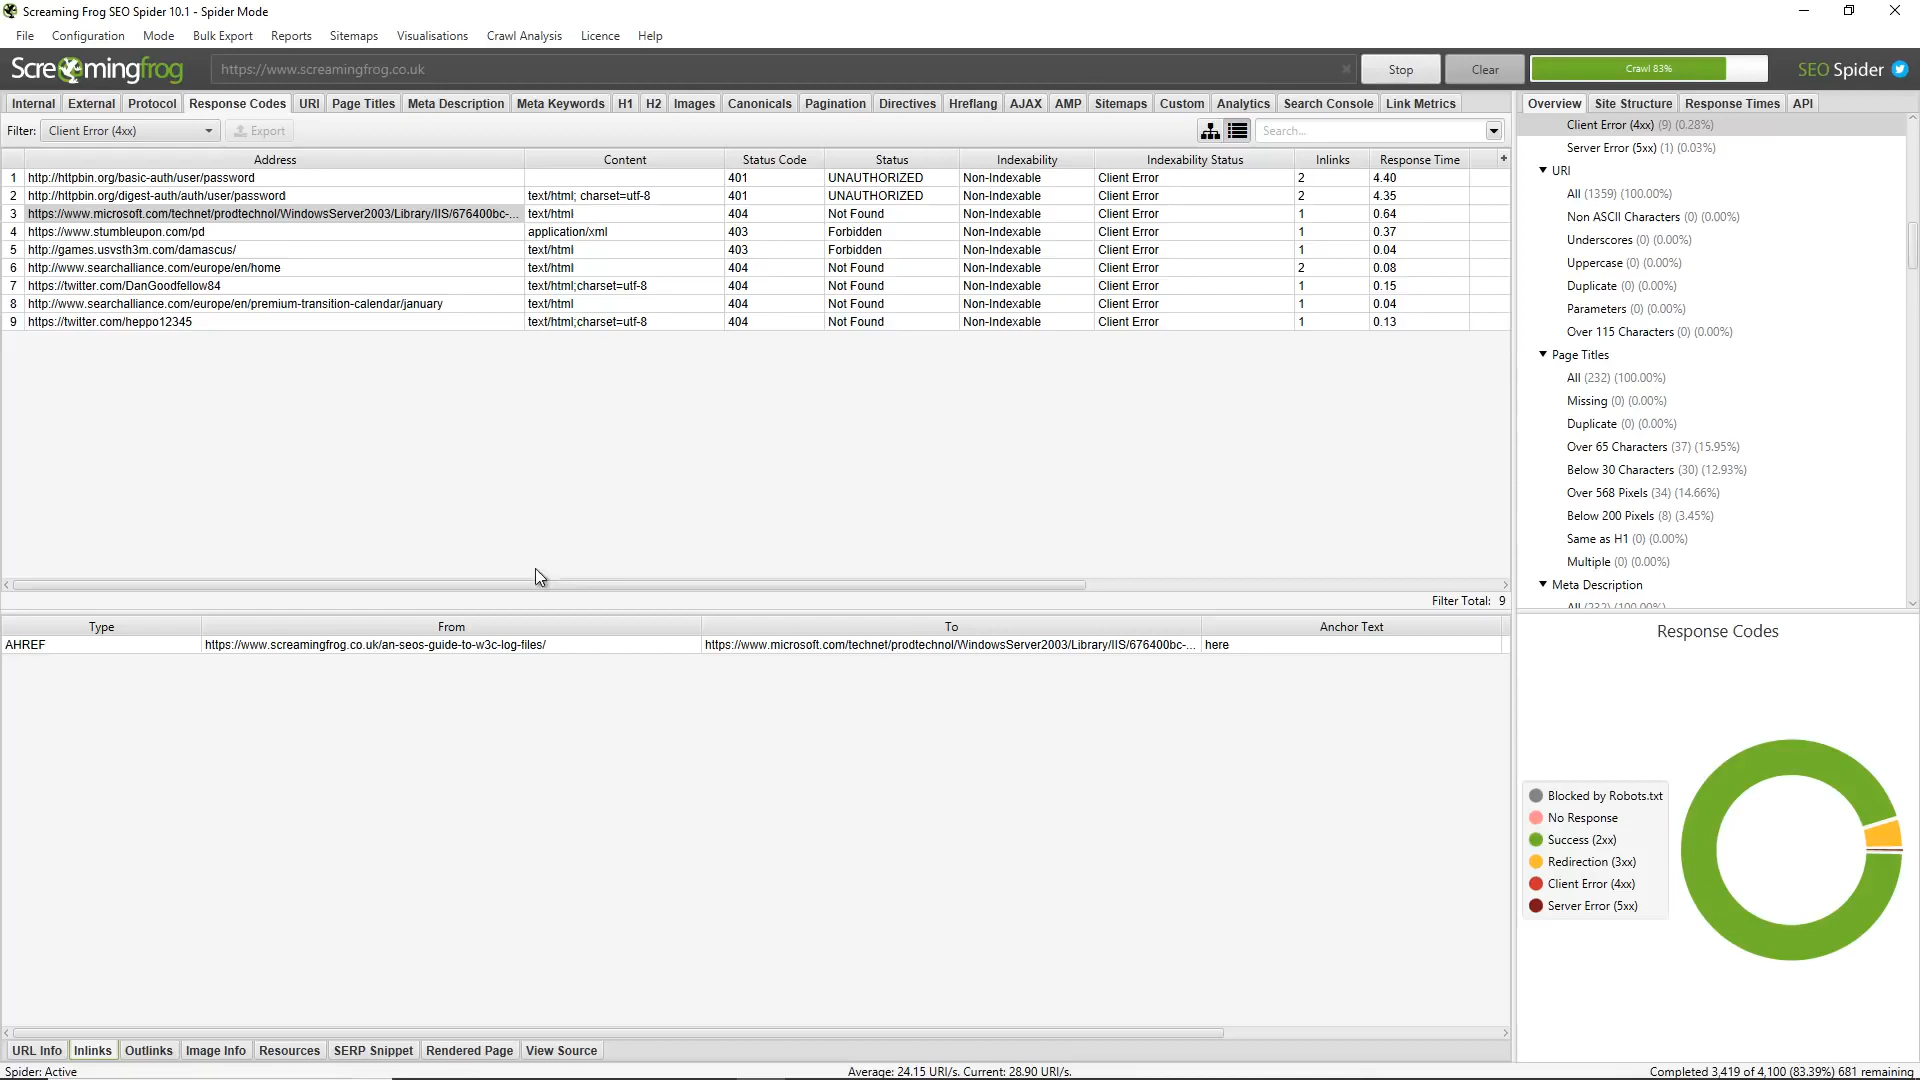 Screaming Frog SEO Spider 10.1 - Spider Mode
File Configuration Mode Bulk Export Reports Sitemaps Visualisations Crawl Analysis Licence Help
Screamingfrog https://www.screamingfrog.co.uk Stop Clear Crawl 83% SEO Spider
Internal External Protocol Response Codes URI Page Titles Meta Description Meta Keywords H1 H2 Images Canonicals Pagination Directives Hreflang AJAX AMP Sitemaps Custom Analytics Search Console Link Metrics
Filter: Client Error (4xx) Export Search...
Address Content Status Code Status Indexability Indexability Status Inlinks Response Time +
1 http://httpbin.org/basic-auth/user/password 401 UNAUTHORIZED Non-Indexable Client Error 2 4.40
2 http://httpbin.org/digest-auth/auth/user/password text/html; charset=utf-8 401 UNAUTHORIZED Non-Indexable Client Error 2 4.35
3 https://www.microsoft.com/technet/prodtechnol/WindowsServer2003/Library/IIS/676400bc-... text/html 404 Not Found Non-Indexable Client Error 1 0.64
4 https://www.stumbleupon.com/pd application/xml 403 Forbidden Non-Indexable Client Error 1 0.37
5 http://games.usvsth3m.com/damascus/ text/html 403 Forbidden Non-Indexable Client Error 1 0.04
6 http://www.searchalliance.com/europe/en/home text/html 404 Not Found Non-Indexable Client Error 2 0.08
7 https://twitter.com/DanGoodfellow84 text/html;charset=utf-8 404 Not Found Non-Indexable Client Error 1 0.15
8 http://www.searchalliance.com/europe/en/premium-transition-calendar/january text/html 404 Not Found Non-Indexable Client Error 1 0.04
9 https://twitter.com/heppo12345 text/html;charset=utf-8 404 Not Found Non-Indexable Client Error 1 0.13
Filter Total: 9
Type From To Anchor Text
AHREF https://www.screamingfrog.co.uk/an-seos-guide-to-w3c-log-files/ https://www.microsoft.com/technet/prodtechnol/WindowsServer2003/Library/IIS/676400bc-... here
URL Info Inlinks Outlinks Image Info Resources SERP Snippet Rendered Page View Source
Overview Site Structure Response Times API
Client Error (4xx) (9) (0.28%)
Server Error (5xx) (1) (0.03%)
URI
All (1359) (100.00%)
Non ASCII Characters (0) (0.00%)
Underscores (0) (0.00%)
Uppercase (0) (0.00%)
Duplicate (0) (0.00%)
Parameters (0) (0.00%)
Over 115 Characters (0) (0.00%)
Page Titles
All (232) (100.00%)
Missing (0) (0.00%)
Duplicate (0) (0.00%)
Over 65 Characters (37) (15.95%)
Below 30 Characters (30) (12.93%)
Over 568 Pixels (34) (14.66%)
Below 200 Pixels (8) (3.45%)
Same as H1 (0) (0.00%)
Multiple (0) (0.00%)
Meta Description
All (232) (100.00%)
Response Codes
Blocked by Robots.txt
No Response
Success (2xx)
Redirection (3xx)
Client Error (4xx)
Server Error (5xx)
Spider: Active Average: 24.15 URI/s. Current: 28.90 URI/s. Completed 3,419 of 4,100 (83.39%) 681 remaining